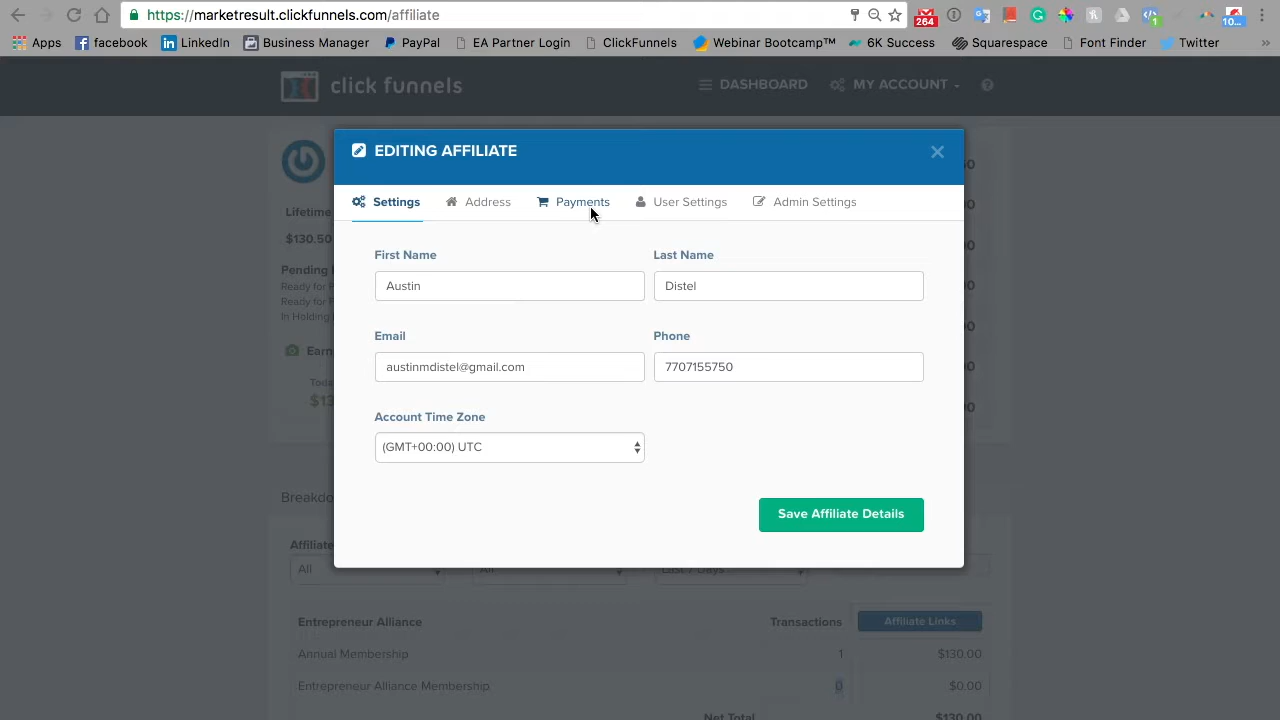 https://marketresult.clickfunnels.com/affiliate
264
10...
Apps facebook LinkedIn Business Manager PayPal EA Partner Login ClickFunnels Webinar Bootcamp™ 6K Success Squarespace Font Finder Twitter »
click funnels DASHBOARD MY ACCOUNT
EDITING AFFILIATE
Settings Address Payments User Settings Admin Settings
Lifetime
$130.50
Pending
Ready for P
Ready for P
In Holding
Earn
Today
$13
First Name Last Name
Austin Distel
Email Phone
austinmdistel@gmail.com 7707155750
Account Time Zone
(GMT+00:00) UTC
Save Affiliate Details
Breakdo
Affiliate
All All Last 7 Days
Entrepreneur Alliance Transactions Affiliate Links
Annual Membership 1 $130.00
Entrepreneur Alliance Membership 0 $0.00
Net Total $130.00